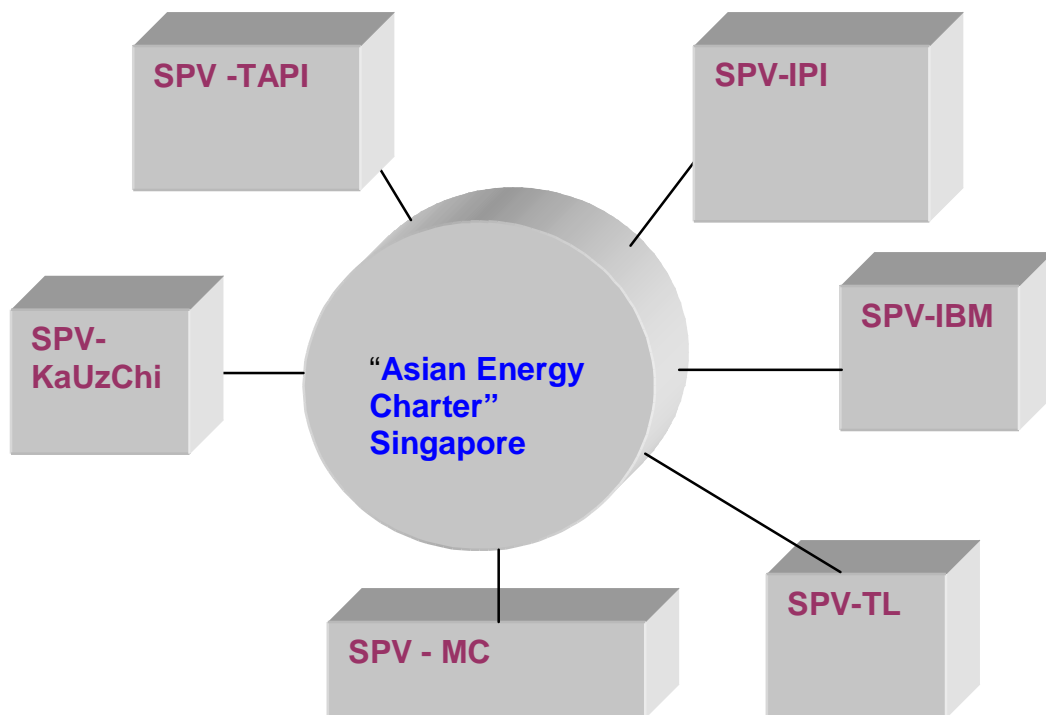 SPV -TAPI
SPV-IPI
SPV-
KaUzChi
“Asian Energy
Charter”
Singapore
SPV-IBM
SPV-TL
SPV - MC